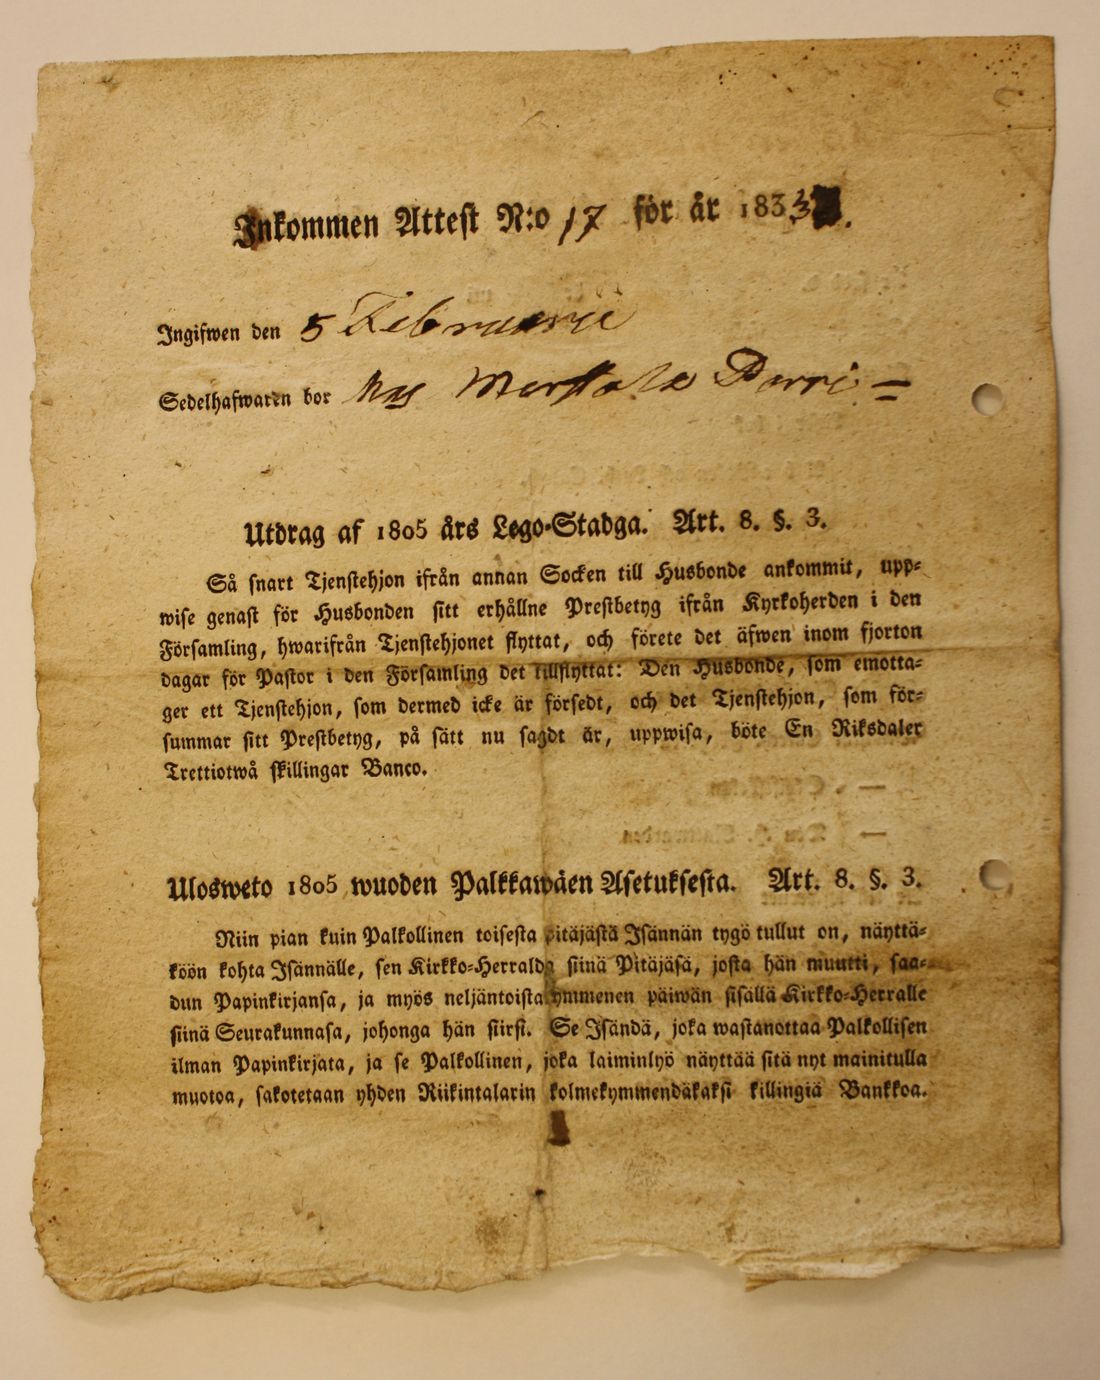 Inkommen Attest N:o 17 för år 1833.
Ingifwen den 5 Februarii
Sedelhafwaren bor hos
Utdrag af 1805 års Lego-Stadga. Art. 8. §. 3.
Så snart Tjenstehjon ifrån annan Socken till Husbonde ankommit, upp-
wise genast för Husbonden sitt erhållne Prestbetyg ifrån Kyrkoherden i den
Församling, hwarifrån Tjenstehjonet flyttat, och förete det äfwen inom fjorton
dagar för Pastor i den Församling det tillflyttat: Den Husbonde, som emotta-
ger ett Tjenstehjon, som dermed icke är försedt, och det Tjenstehjon, som för-
summar sitt Prestbetyg, på sätt nu sagdt är, uppwisa, böte En Riksdaler
Trettiotwå skillingar Banco.
Ulosweto 1805 wuoden Palkkawäen Asetuksesta. Art. 8. §. 3.
Niin pian kuin Palkollinen toisesta pitäjästä Isännän tygö tullut on, näyttä-
köön kohta Isännälle, sen Kirkko-Herralda siinä Pitäjäsä, josta hän muutti, saa-
dun Papinkirjansa, ja myös neljäntoistakymmenen päiwän sisällä Kirkko-Herralle
siinä Seurakunnasa, johonga hän siirsi. Se Isändä, joka wastanottaa Palkollisen
ilman Papinkirjata, ja se Palkollinen, joka laiminlyö näyttää sitä nyt mainitulla
muotoa, sakotetaan yhden Riikintalarin kolmekymmendäkaksi killingiä Bankkoa.